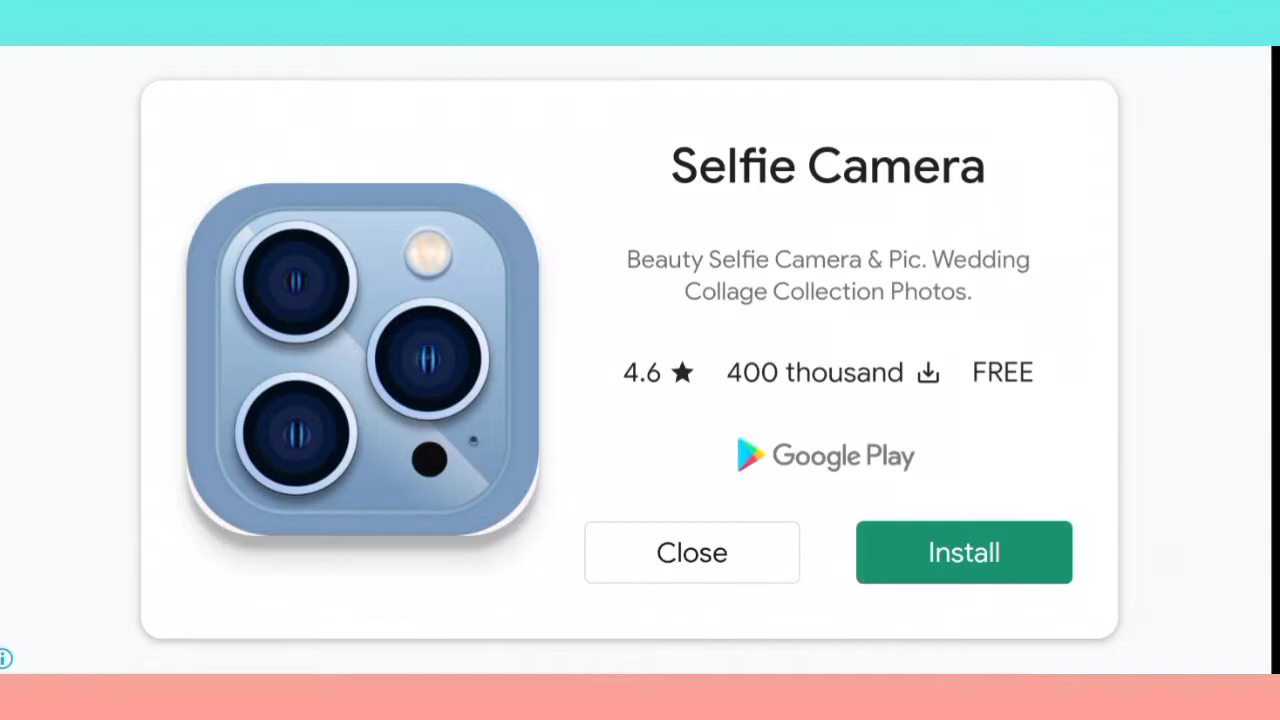 Selfie Camera
Beauty Selfie Camera & Pic. Wedding
Collage Collection Photos.
4.6 ★ 400 thousand FREE
Google Play
Close Install